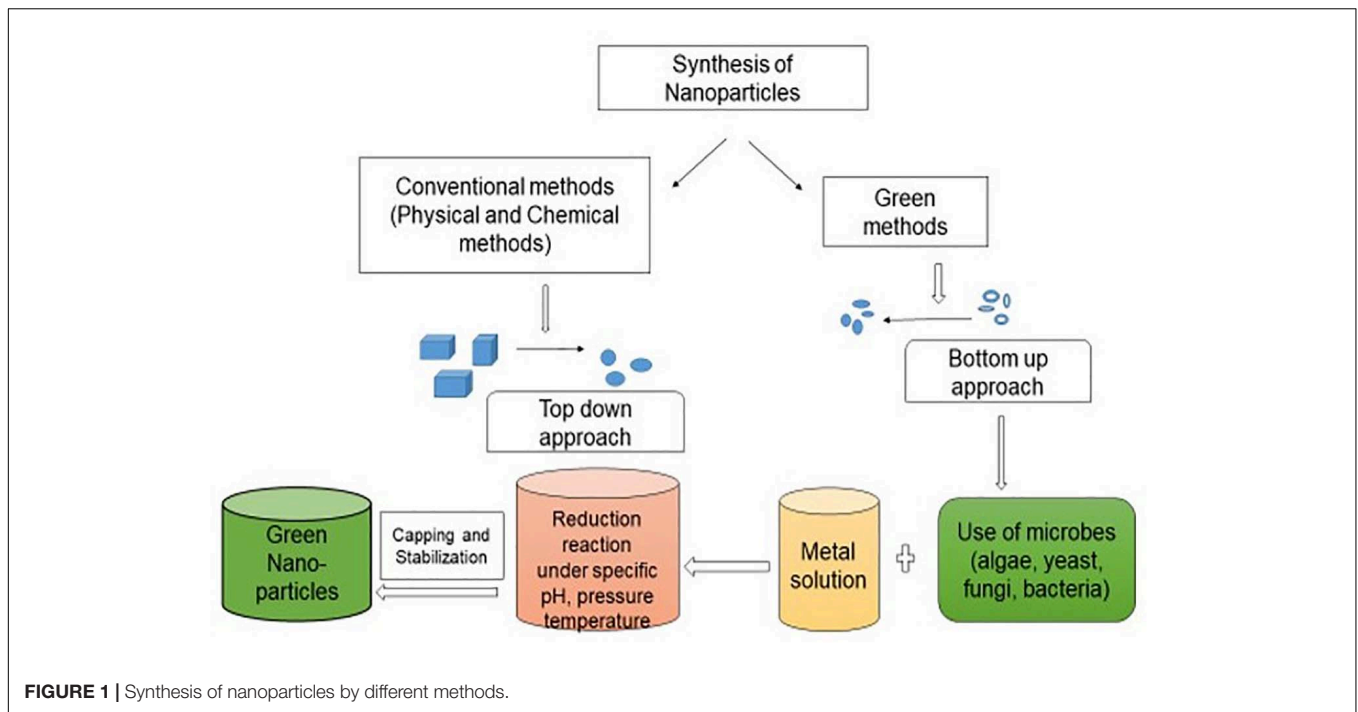 Synthesis of
Nanoparticles
Conventional methods
(Physical and Chemical
methods)
Green
methods
Top down
approach
Bottom up
approach
Green
Nano-
particles
Capping and
Stabilization
Reduction
reaction
under specific
pH, pressure
temperature
Metal
solution
Use of microbes
(algae, yeast,
fungi, bacteria)
FIGURE 1 | Synthesis of nanoparticles by different methods.